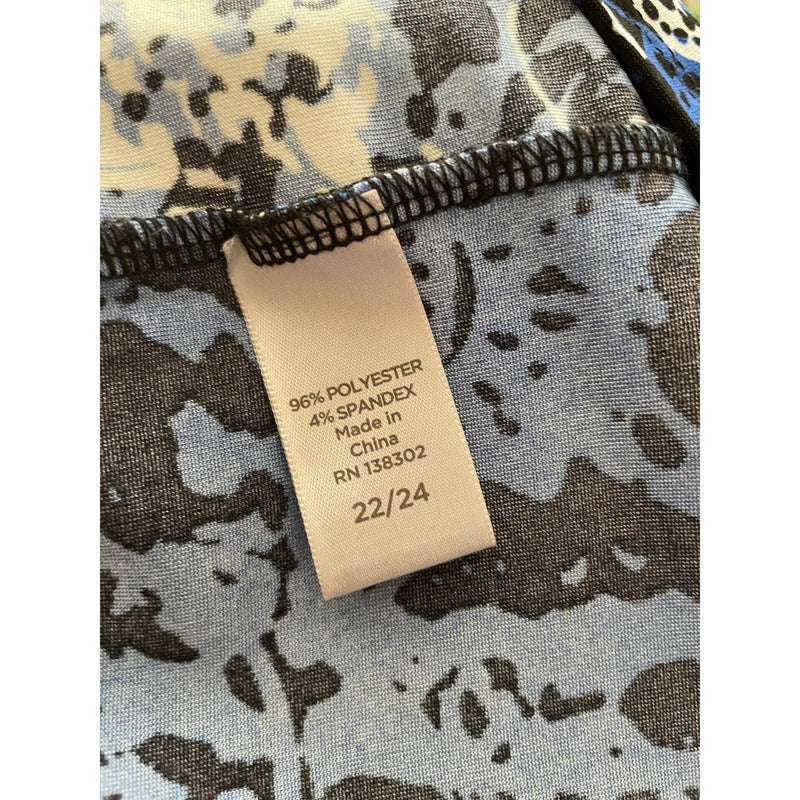 96% POLYESTER
4% SPANDEX
Made in
China
RN 138302
22/24